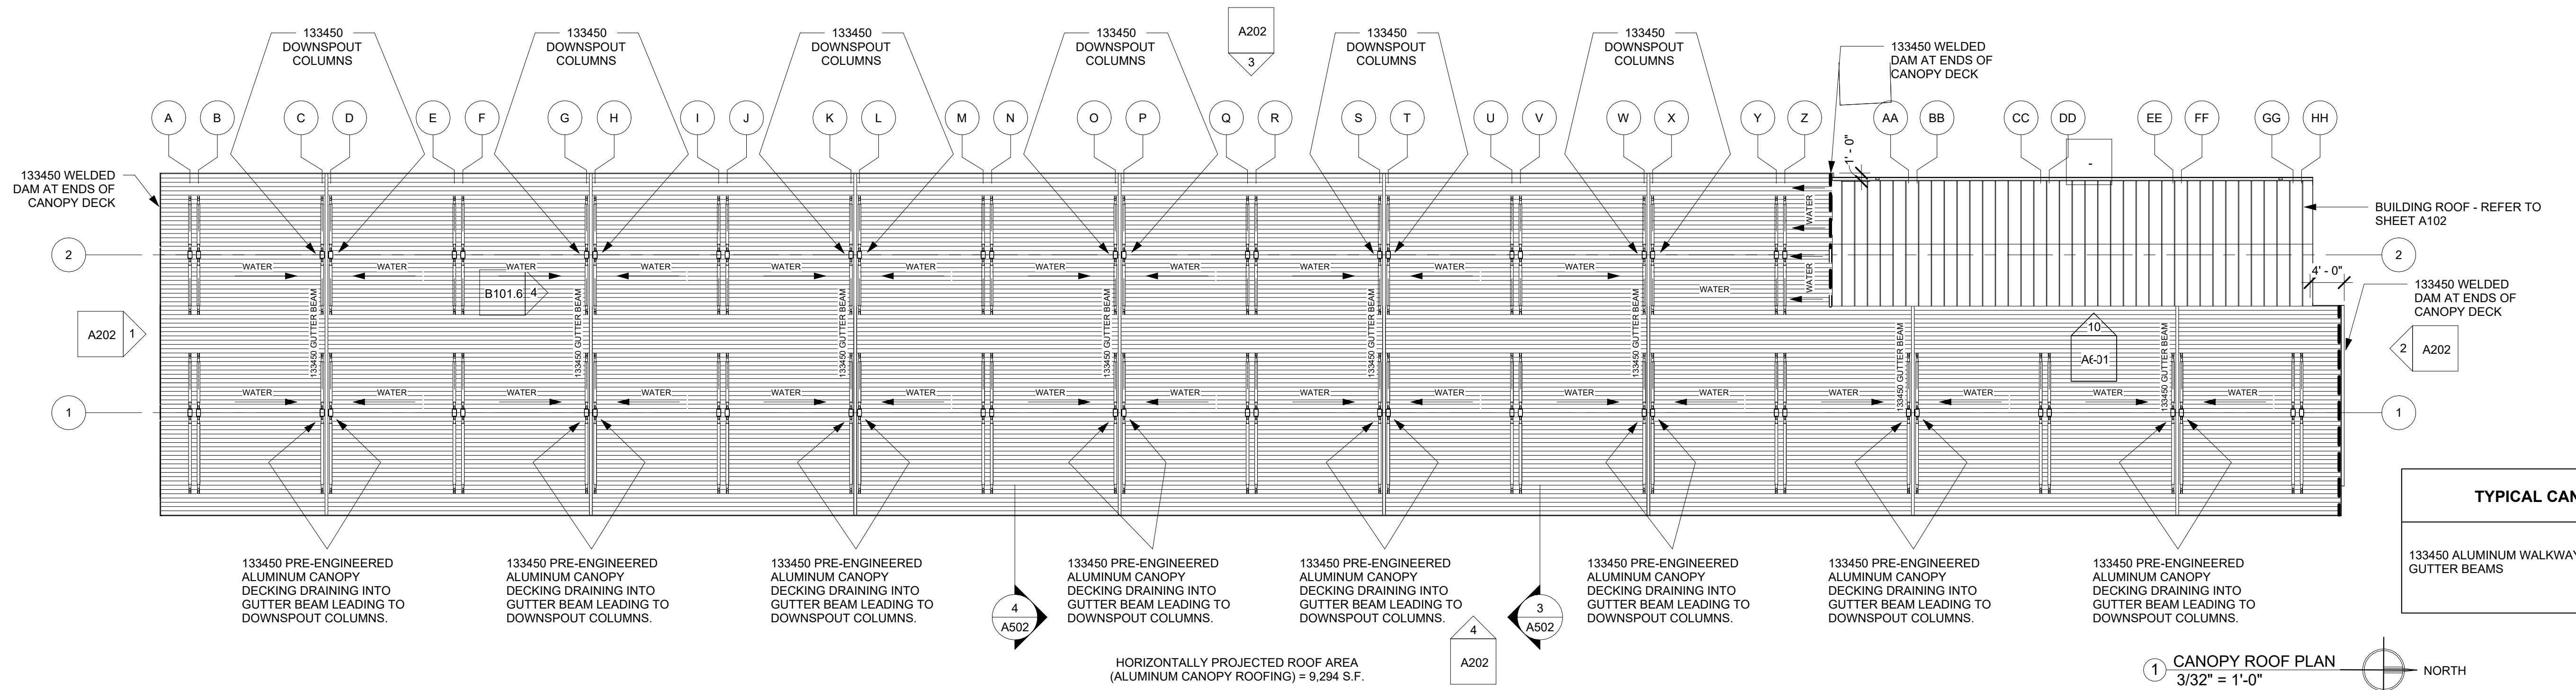 A202
3
133450
DOWNSPOUT
COLUMNS
133450
DOWNSPOUT
COLUMNS
133450
DOWNSPOUT
COLUMNS
133450
DOWNSPOUT
COLUMNS
133450
DOWNSPOUT
COLUMNS
133450
DOWNSPOUT
COLUMNS
133450 WELDED
DAM AT ENDS OF
CANOPY DECK
A B C D E F G H I J K L M N O P Q R S T U V W X Y Z AA BB CC DD EE FF GG HH
1' - 0"
-
133450 WELDED
DAM AT ENDS OF
CANOPY DECK
BUILDING ROOF - REFER TO
SHEET A102
WATER
WATER
2
2
WATER WATER WATER WATER WATER WATER WATER WATER WATER WATER WATER
WATER
4' - 0"
133450 WELDED
DAM AT ENDS OF
CANOPY DECK
B101.6 4
A202 1
2 A202
10
133450 GUTTER BEAM
133450 GUTTER BEAM
133450 GUTTER BEAM
133450 GUTTER BEAM
133450 GUTTER BEAM
133450 GUTTER BEAM
133450 GUTTER BEAM
133450 GUTTER BEAM
WATER WATER WATER WATER WATER WATER WATER WATER WATER WATER WATER WATER WATER WATER WATER WATER
1
1
TYPICAL CAN
133450 ALUMINUM WALKWAY
GUTTER BEAMS
133450 PRE-ENGINEERED
ALUMINUM CANOPY
DECKING DRAINING INTO
GUTTER BEAM LEADING TO
DOWNSPOUT COLUMNS.
133450 PRE-ENGINEERED
ALUMINUM CANOPY
DECKING DRAINING INTO
GUTTER BEAM LEADING TO
DOWNSPOUT COLUMNS.
133450 PRE-ENGINEERED
ALUMINUM CANOPY
DECKING DRAINING INTO
GUTTER BEAM LEADING TO
DOWNSPOUT COLUMNS.
4
A502
133450 PRE-ENGINEERED
ALUMINUM CANOPY
DECKING DRAINING INTO
GUTTER BEAM LEADING TO
DOWNSPOUT COLUMNS.
133450 PRE-ENGINEERED
ALUMINUM CANOPY
DECKING DRAINING INTO
GUTTER BEAM LEADING TO
DOWNSPOUT COLUMNS.
3
A502
133450 PRE-ENGINEERED
ALUMINUM CANOPY
DECKING DRAINING INTO
GUTTER BEAM LEADING TO
DOWNSPOUT COLUMNS.
133450 PRE-ENGINEERED
ALUMINUM CANOPY
DECKING DRAINING INTO
GUTTER BEAM LEADING TO
DOWNSPOUT COLUMNS.
133450 PRE-ENGINEERED
ALUMINUM CANOPY
DECKING DRAINING INTO
GUTTER BEAM LEADING TO
DOWNSPOUT COLUMNS.
4
A202
HORIZONTALLY PROJECTED ROOF AREA
(ALUMINUM CANOPY ROOFING) = 9,294 S.F.
1 CANOPY ROOF PLAN
3/32" = 1'-0"
NORTH